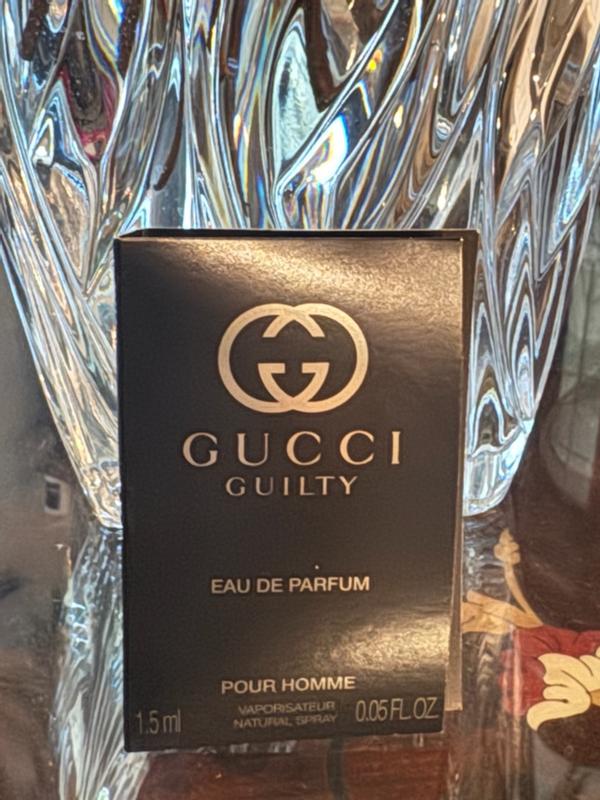 GUCCI
GUILTY
EAU DE PARFUM
POUR HOMME
VAPORISATEUR
NATURAL SPRAY
1.5 ml
0.05 FL. OZ